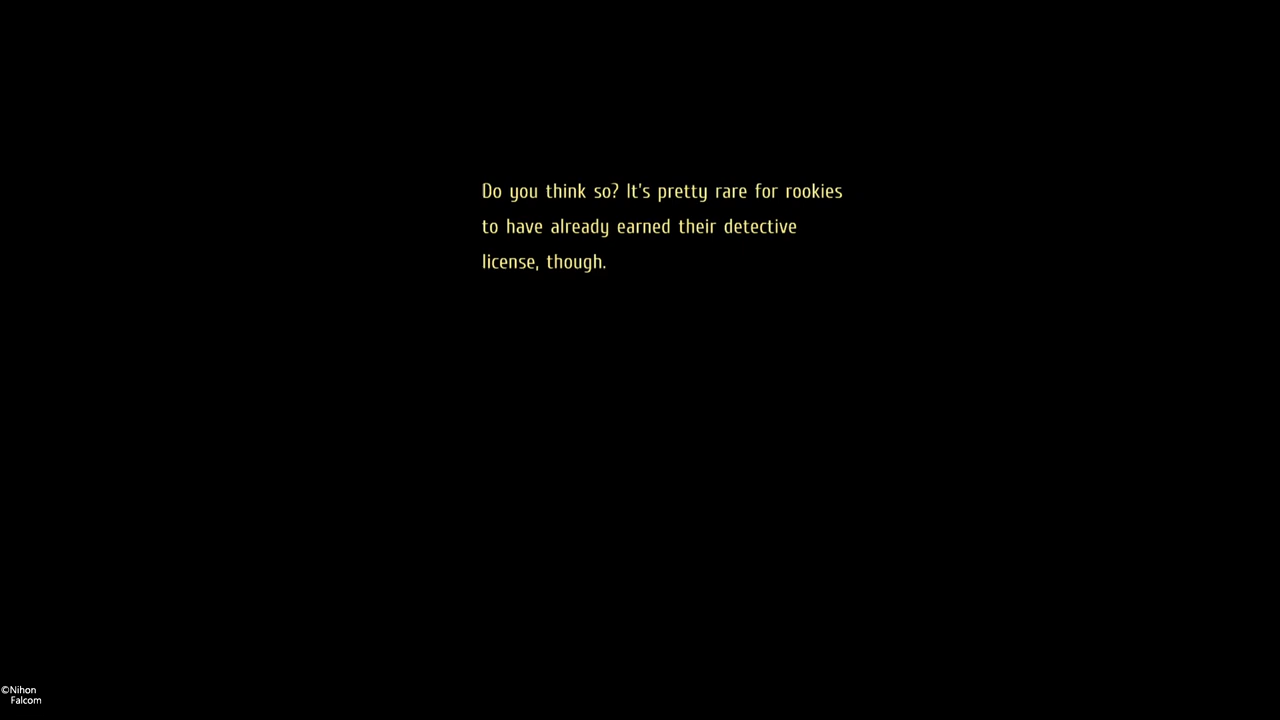 Do you think so? It's pretty rare for rookies
to have already earned their detective
license, though.
©Nihon
Falcom